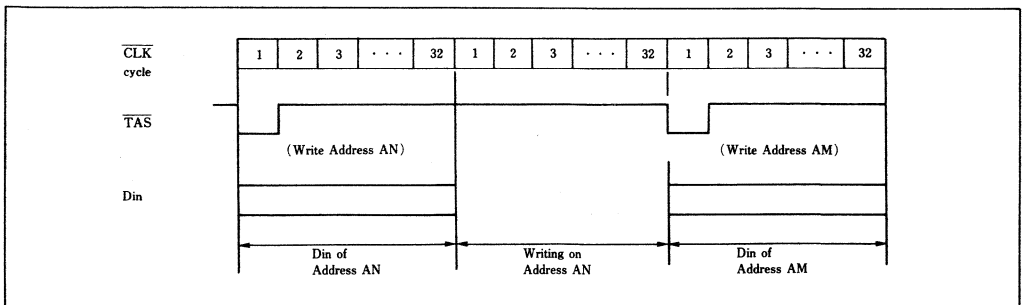 CLK 1 2 3 · · · 32 1 2 3 · · · 32 1 2 3 · · · 32
cycle
TAS
(Write Address AN) (Write Address AM)
Din
Din of Writing on Din of
Address AN Address AN Address AM